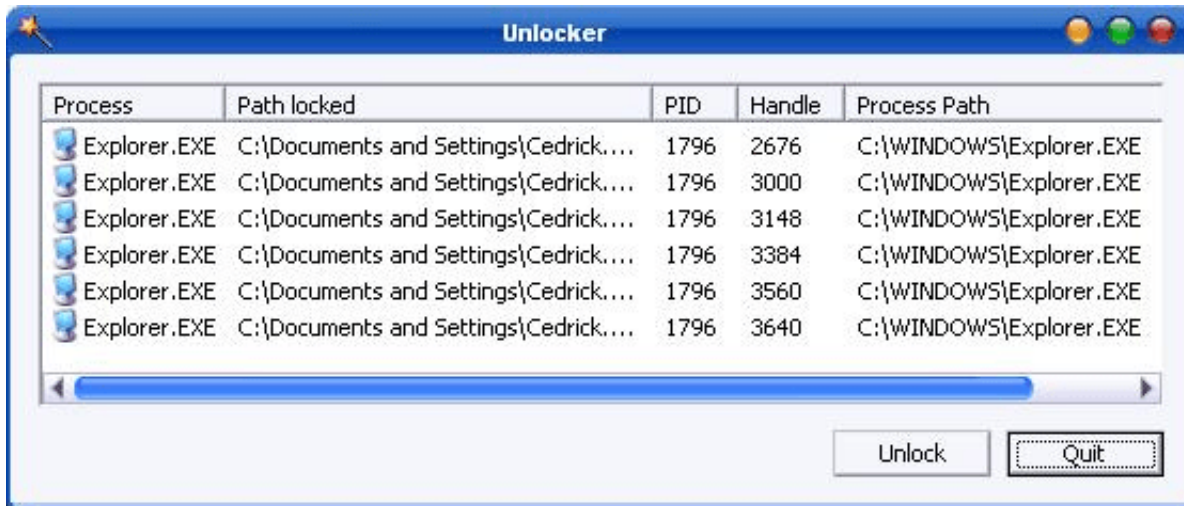 Unlocker
Process Path locked PID Handle Process Path
Explorer.EXE C:\Documents and Settings\Cedrick.... 1796 2676 C:\WINDOWS\Explorer.EXE
Explorer.EXE C:\Documents and Settings\Cedrick.... 1796 3000 C:\WINDOWS\Explorer.EXE
Explorer.EXE C:\Documents and Settings\Cedrick.... 1796 3148 C:\WINDOWS\Explorer.EXE
Explorer.EXE C:\Documents and Settings\Cedrick.... 1796 3384 C:\WINDOWS\Explorer.EXE
Explorer.EXE C:\Documents and Settings\Cedrick.... 1796 3560 C:\WINDOWS\Explorer.EXE
Explorer.EXE C:\Documents and Settings\Cedrick.... 1796 3640 C:\WINDOWS\Explorer.EXE
Unlock Quit